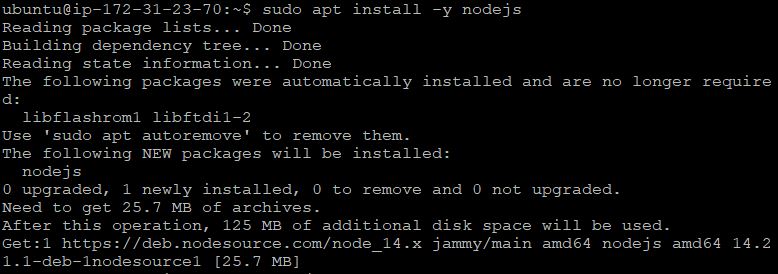 ubuntu@ip-172-31-23-70:~$ sudo apt install -y nodejs
Reading package lists... Done
Building dependency tree... Done
Reading state information... Done
The following packages were automatically installed and are no longer require
d:
  libflashrom1 libftdi1-2
Use 'sudo apt autoremove' to remove them.
The following NEW packages will be installed:
  nodejs
0 upgraded, 1 newly installed, 0 to remove and 0 not upgraded.
Need to get 25.7 MB of archives.
After this operation, 125 MB of additional disk space will be used.
Get:1 https://deb.nodesource.com/node_14.x jammy/main amd64 nodejs amd64 14.2
1.1-deb-1nodesource1 [25.7 MB]